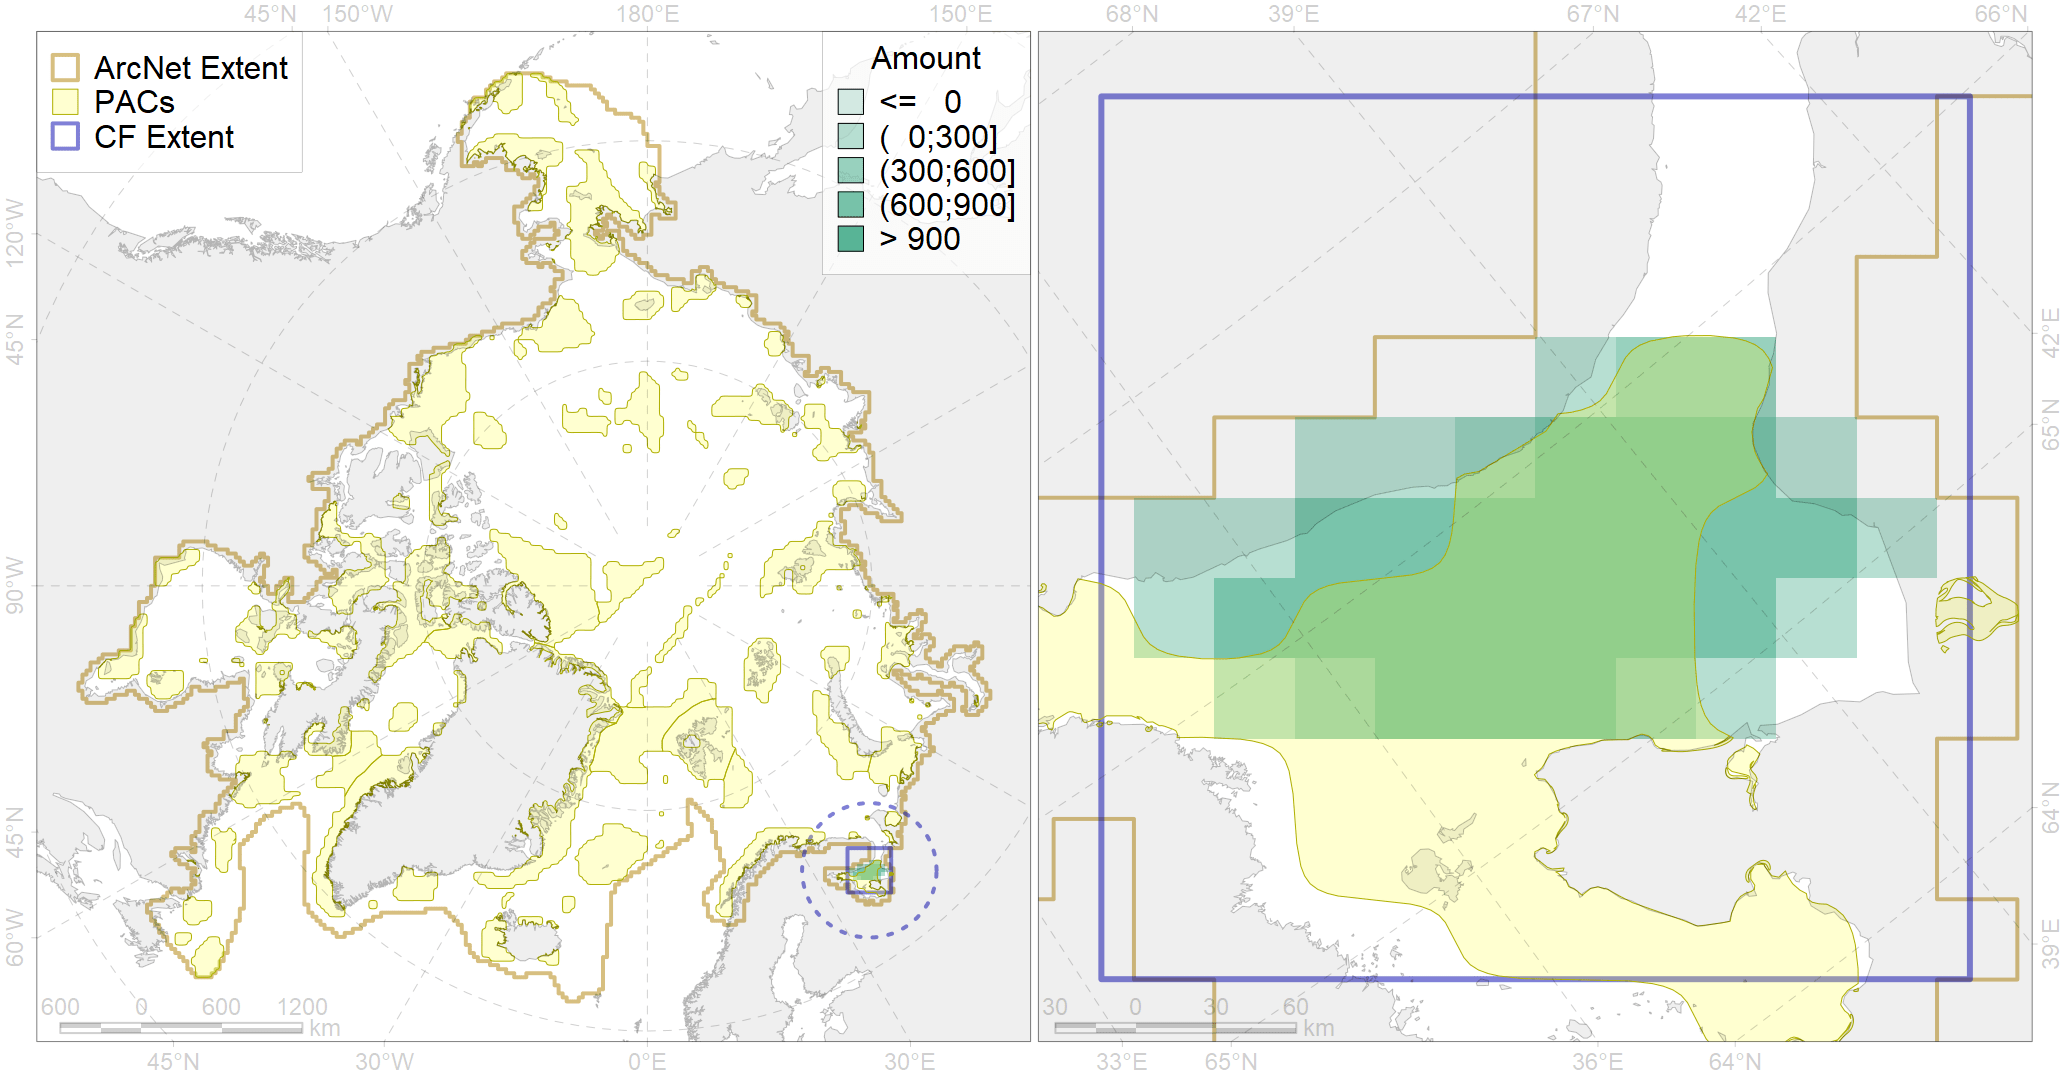 45°N 150°W 180°E 150°E 68°N 39°E 67°N 42°E 66°N
ArcNet Extent
PACs
CF Extent
Amount
<= 0
( 0;300]
(300;600]
(600;900]
> 900
120°W
45°N
90°W
45°N
60°W
42°E
65°N
64°N
39°E
600 0 600 1200
km
30 0 30 60
km
45°N 30°W 0°E 30°E 33°E 65°N 36°E 64°N